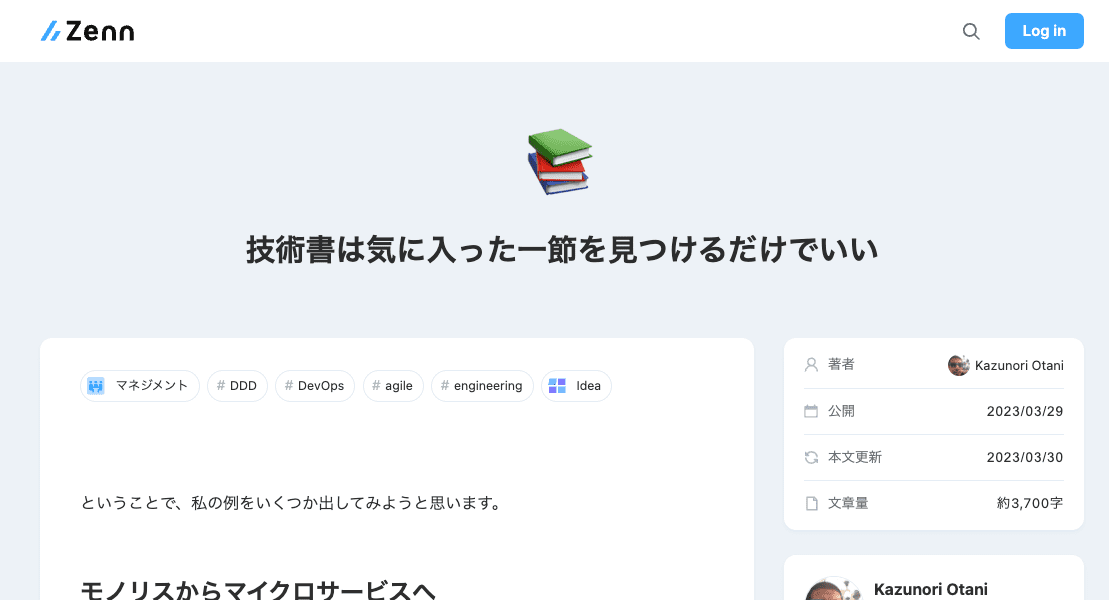 Zenn
Log in
技術書は気に入った一節を見つけるだけでいい
マネジメント # DDD # DevOps # agile # engineering Idea
ということで、私の例をいくつか出してみようと思います。
モノリスからマイクロサービスへ
著者 Kazunori Otani
公開 2023/03/29
本文更新 2023/03/30
文章量 約3,700字
Kazunori Otani